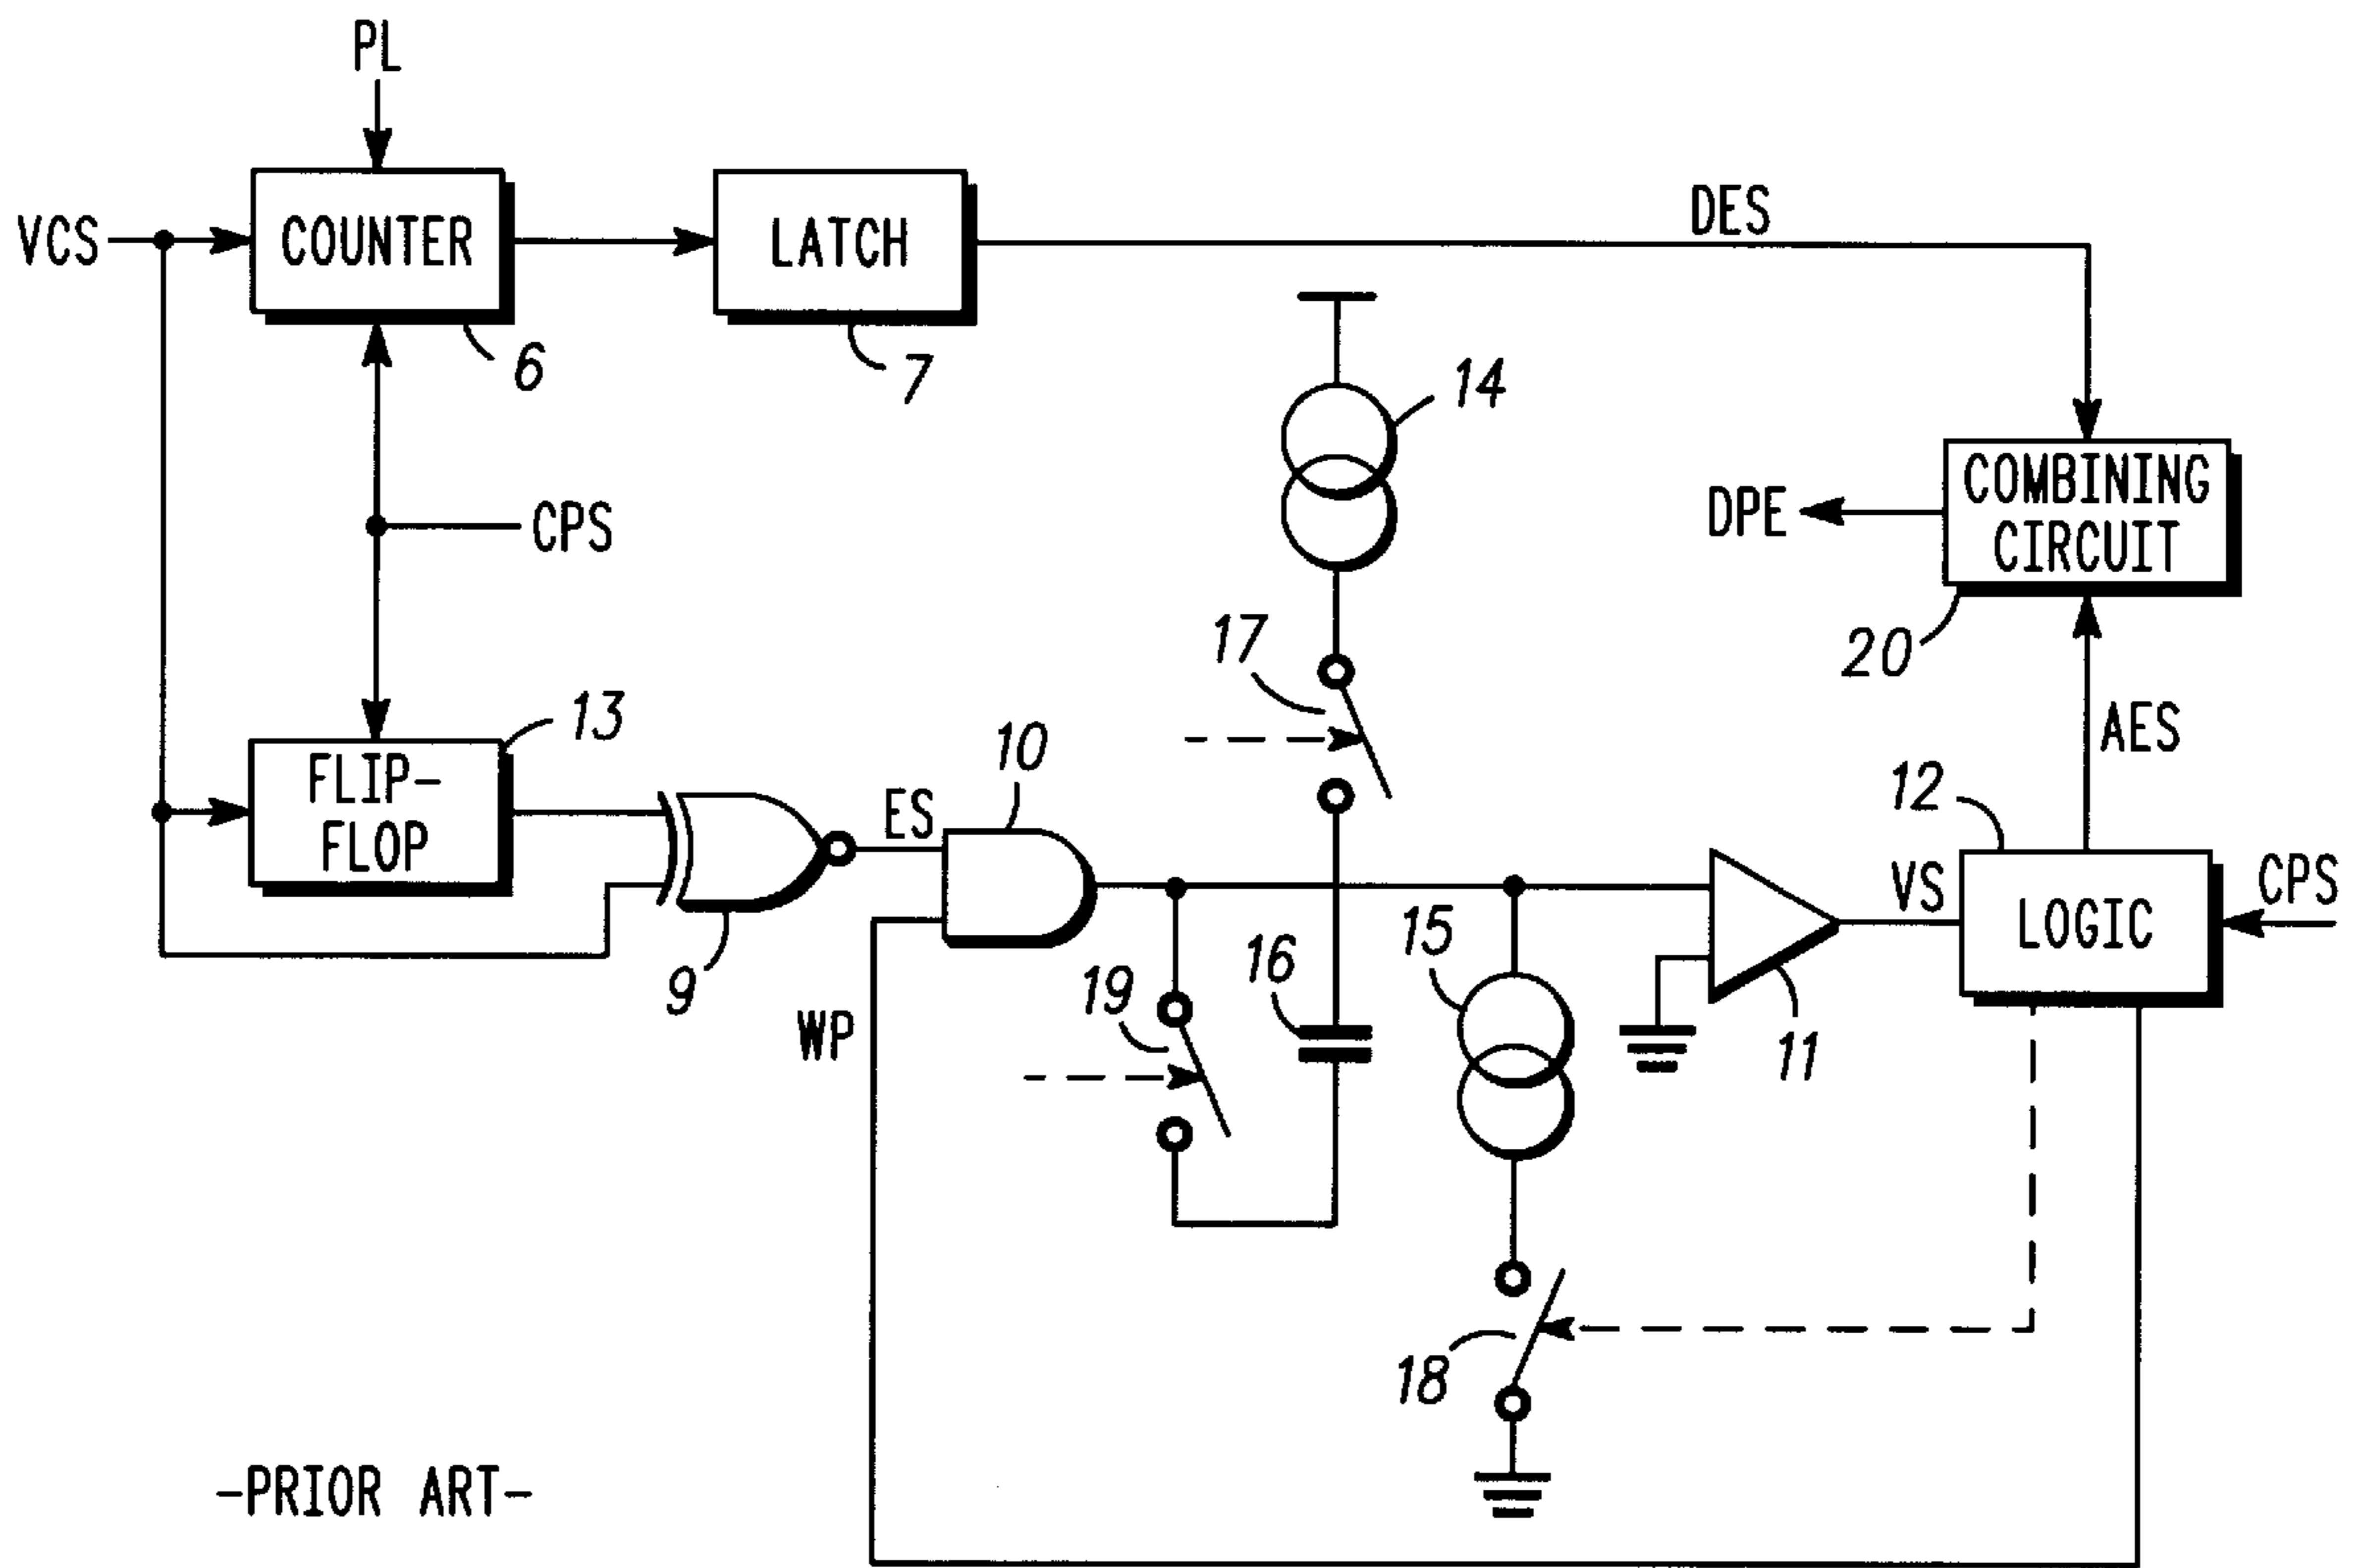 PL
VCS
COUNTER
LATCH
DES
6
7
14
COMBINING
CIRCUIT
DPE
CPS
17
20
13
AES
FLIP-
FLOP
10
12
ES
VS
CPS
LOGIC
15
16
9
19
WP
11
18
-PRIOR ART-